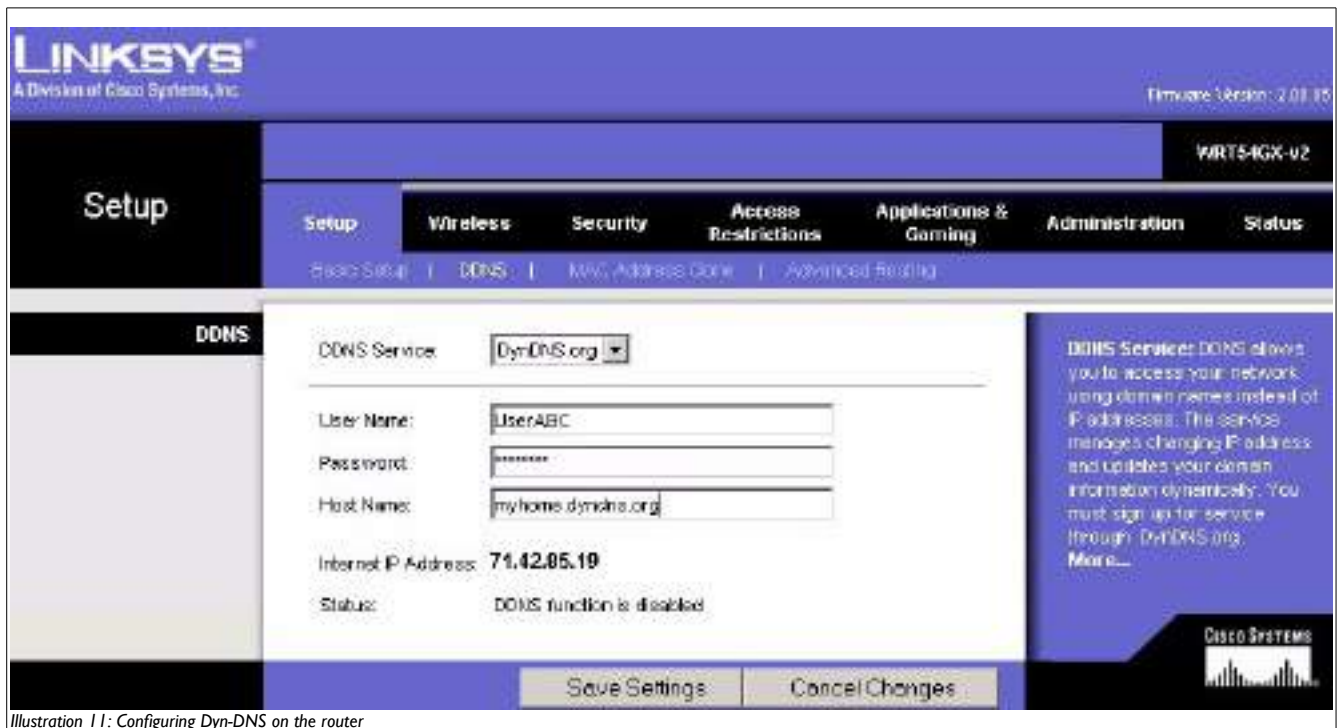 LINKSYS®
A Division of Cisco Systems, Inc.
Firmware Version: 2.00.05
WRT54GX-v2
Setup
Setup
Wireless
Security
Access Restrictions
Applications & Gaming
Administration
Status
Basic Setup | DDNS | MAC Address Clone | Advanced Routing
DDNS
DDNS Service: DynDNS.org
User Name: UserABC
Password: ********
Host Name: myhome.dyndns.org
Internet IP Address: 71.42.85.19
Status: DDNS function is disabled
DDNS Service: DDNS allows
you to access your network
using domain names instead of
IP addresses. The service
manages changing IP address
and updates your domain
information dynamically. You
must sign up for service
through DynDNS.org.
More...
CISCO SYSTEMS
Save Settings
Cancel Changes
Illustration 11: Configuring Dyn-DNS on the router